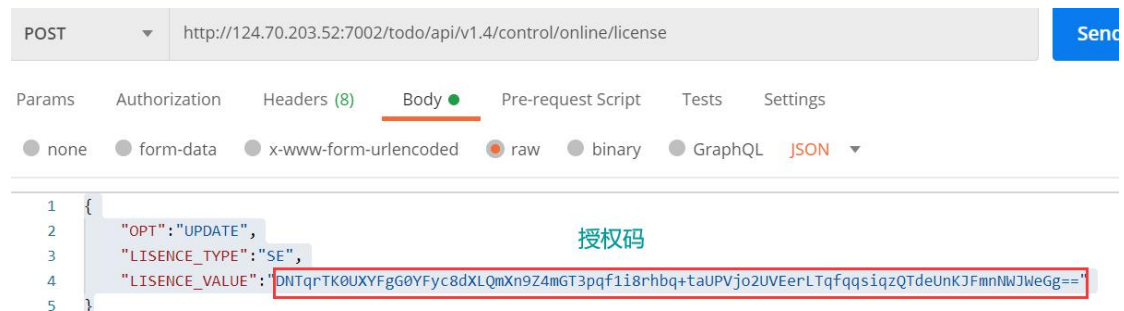 POST http://124.70.203.52:7002/todo/api/v1.4/control/online/license Send
Params Authorization Headers (8) Body Pre-request Script Tests Settings
none form-data x-www-form-urlencoded raw binary GraphQL JSON
1 {
2 "OPT":"UPDATE",
授权码
3 "LISENCE_TYPE":"SE",
4 "LISENCE_VALUE":"DNTqrTK0UXYFgG0YFyc8dXLQmXn9Z4mGT3pqf1i8rhbq+taUPVjo2UVEerLTqfqqsiqzQTdeUnKJFmnNWJWeGg=="
5 }